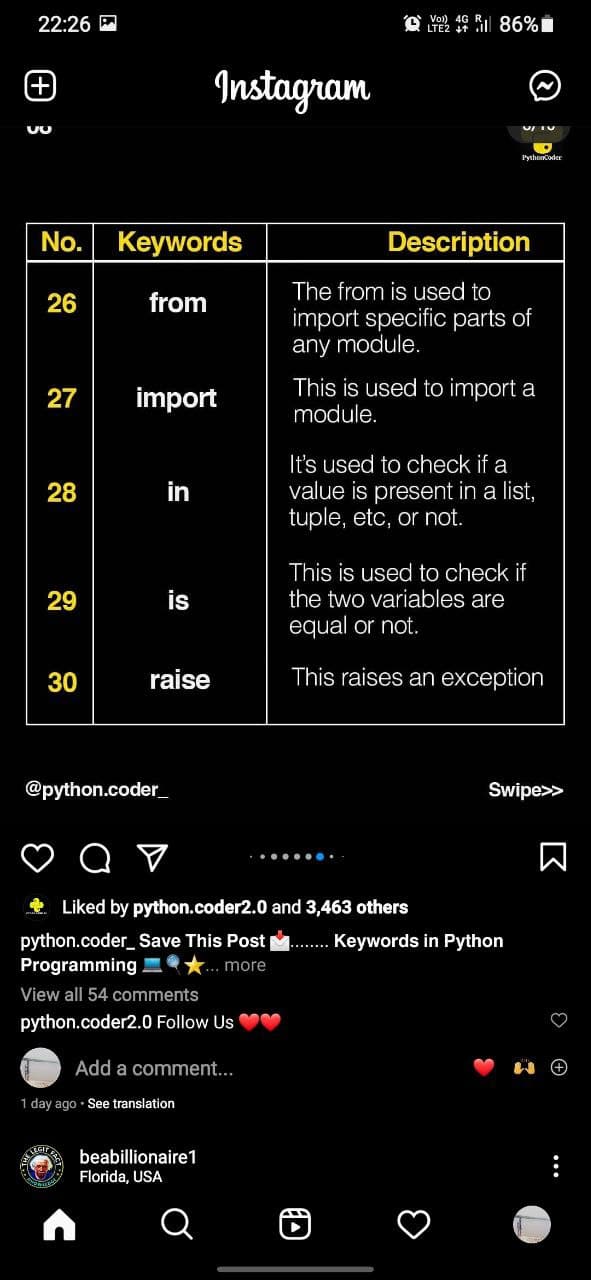 22:26 Vo)) 4G R 86%
LTE2
Instagram
PythonCoder
No. Keywords Description
26 from The from is used to
import specific parts of
any module.
27 import This is used to import a
module.
28 in It's used to check if a
value is present in a list,
tuple, etc, or not.
29 is This is used to check if
the two variables are
equal or not.
30 raise This raises an exception
@python.coder_ Swipe>>
Liked by python.coder2.0 and 3,463 others
python.coder_ Save This Post 📩........ Keywords in Python
Programming 💻🔍⭐... more
View all 54 comments
python.coder2.0 Follow Us ❤️❤️
Add a comment... ❤️ 🙌
1 day ago • See translation
THE LEGIT FACT
beabillionaire1
Florida, USA